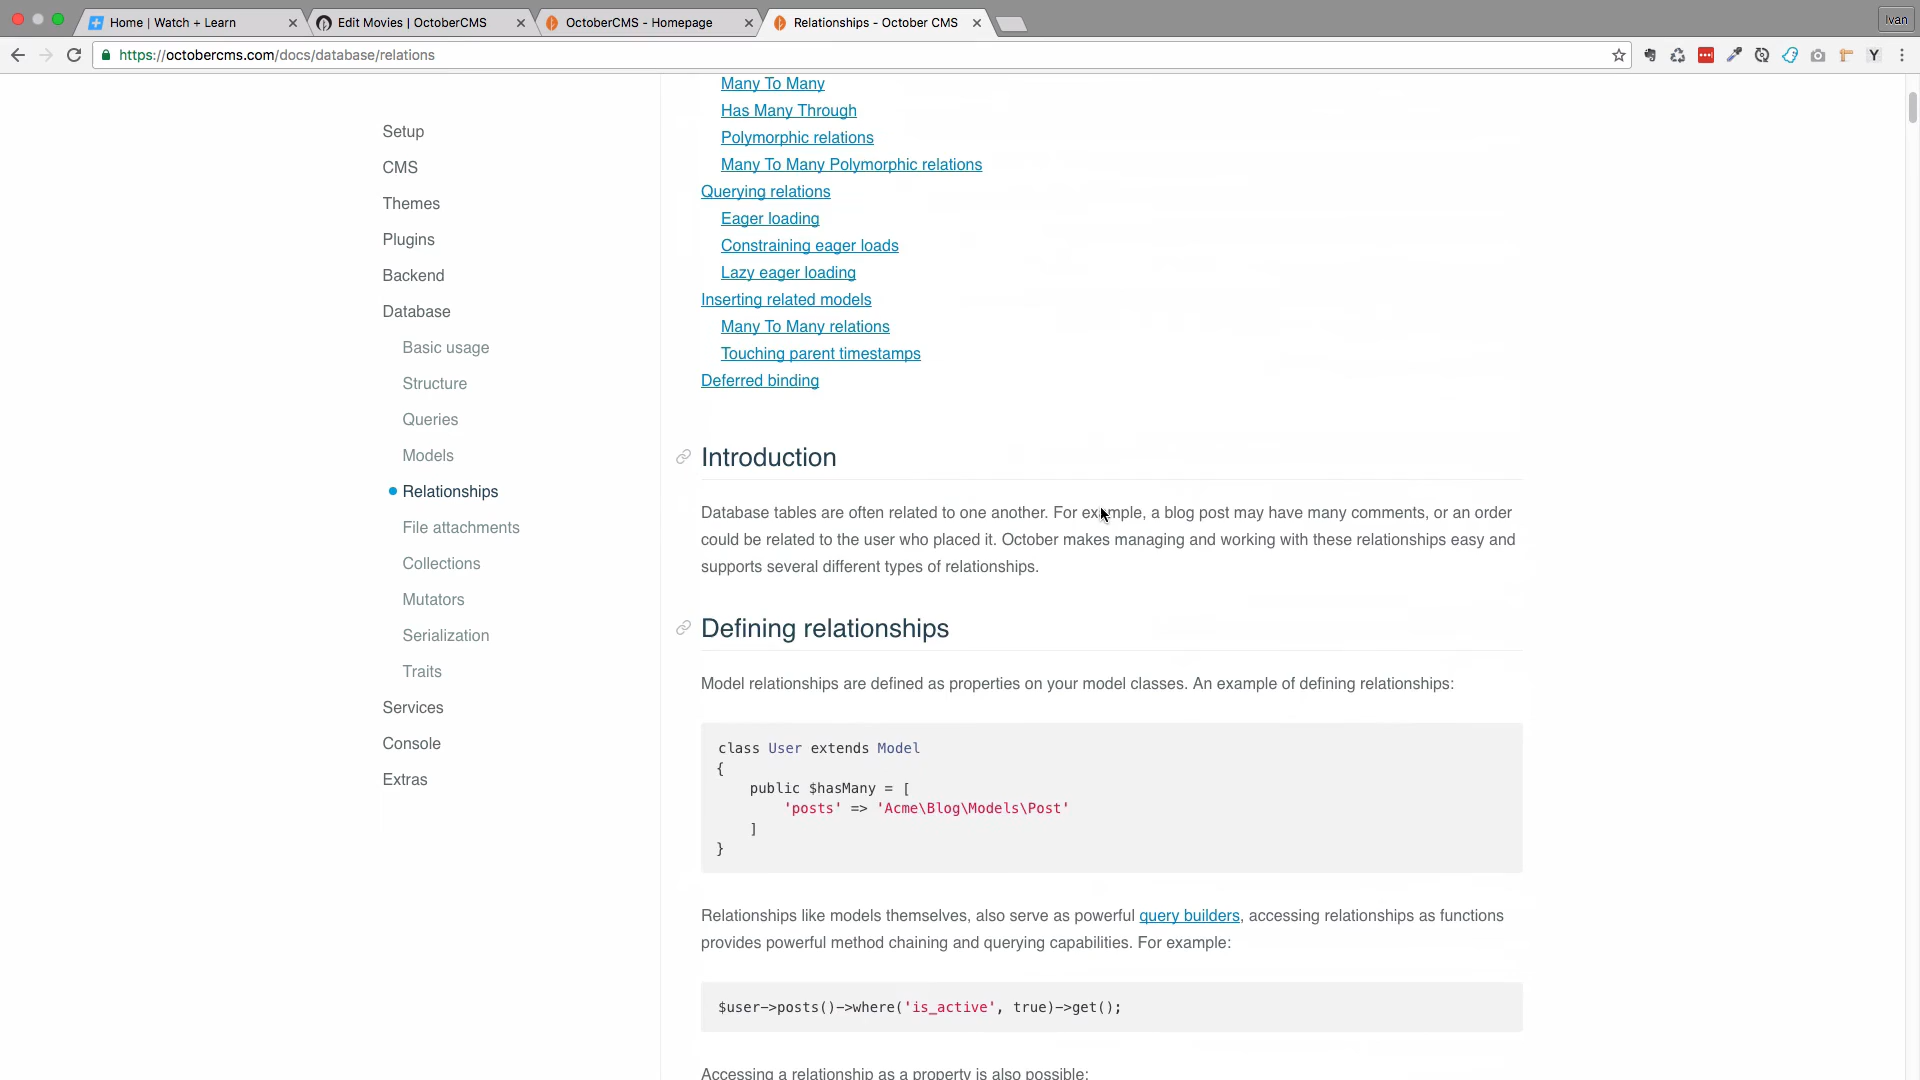 Home | Watch + Learn
Edit Movies | OctoberCMS
OctoberCMS - Homepage
Relationships - October CMS
Ivan
https://octobercms.com/docs/database/relations
Setup
CMS
Themes
Plugins
Backend
Database
Basic usage
Structure
Queries
Models
Relationships
File attachments
Collections
Mutators
Serialization
Traits
Services
Console
Extras
Many To Many
Has Many Through
Polymorphic relations
Many To Many Polymorphic relations
Querying relations
Eager loading
Constraining eager loads
Lazy eager loading
Inserting related models
Many To Many relations
Touching parent timestamps
Deferred binding
Introduction
Database tables are often related to one another. For example, a blog post may have many comments, or an order
could be related to the user who placed it. October makes managing and working with these relationships easy and
supports several different types of relationships.
Defining relationships
Model relationships are defined as properties on your model classes. An example of defining relationships:
class User extends Model
{
public $hasMany = [
'posts' => 'Acme\Blog\Models\Post'
]
}
Relationships like models themselves, also serve as powerful query builders, accessing relationships as functions
provides powerful method chaining and querying capabilities. For example:
$user->posts()->where('is_active', true)->get();
Accessing a relationship as a property is also possible: